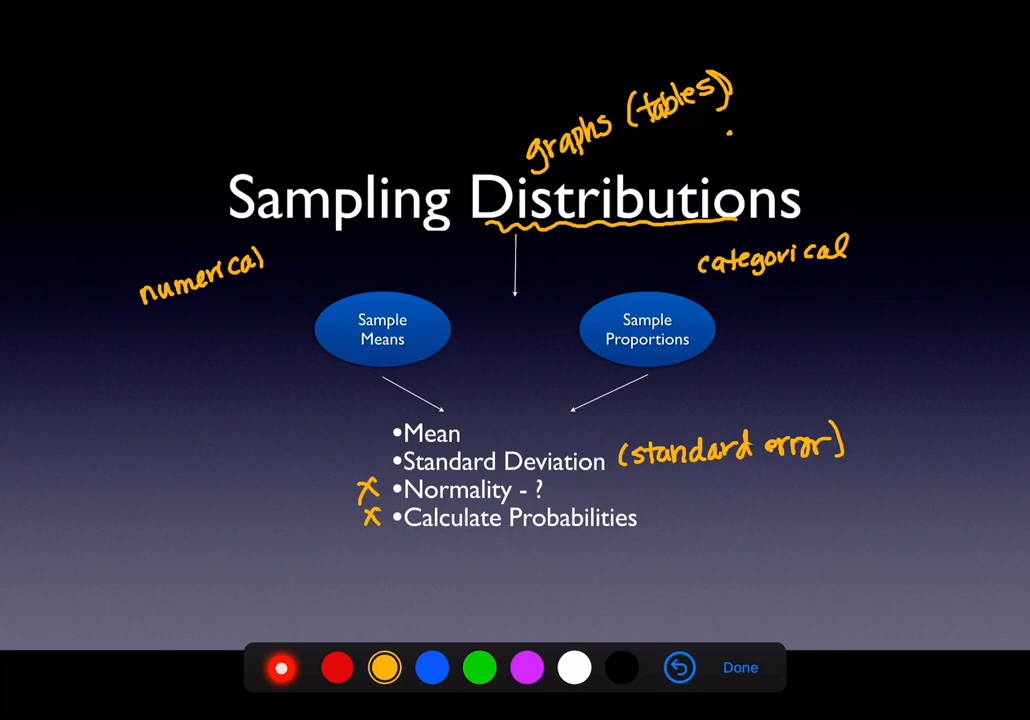 graphs (tables)
Sampling Distributions
numerical
categorical
Sample
Means
Sample
Proportions
•Mean
•Standard Deviation (standard error)
x •Normality - ?
x •Calculate Probabilities
Done